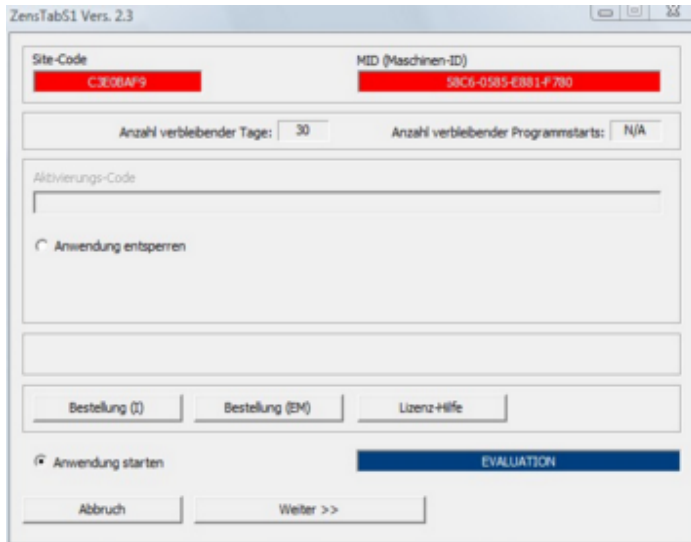 ZensTabS1 Vers. 2.3
Site-Code
MID (Maschinen-ID)
C3E0BAF9
58C6-0585-E881-F780
Anzahl verbleibender Tage: 30
Anzahl verbleibender Programmstarts: N/A
Aktivierungs-Code
Anwendung entsperren
Bestellung (I)
Bestellung (EM)
Lizenz-Hilfe
Anwendung starten
EVALUATION
Abbruch
Weiter >>